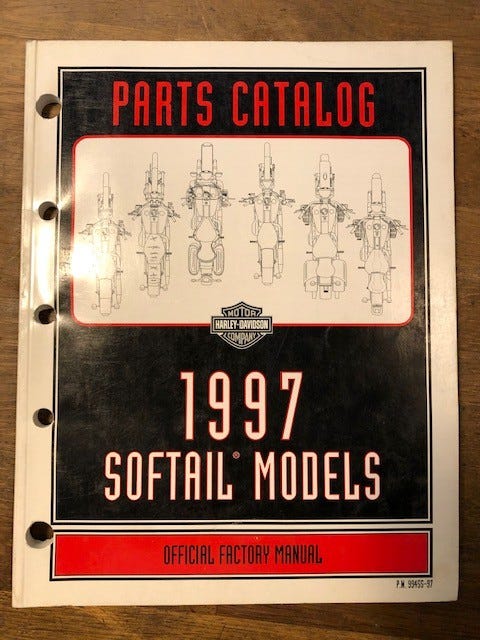 PARTS CATALOG
MOTOR
HARLEY-DAVIDSON
COMPANY
1997
SOFTAIL® MODELS
OFFICIAL FACTORY MANUAL
P.N. 99455-97